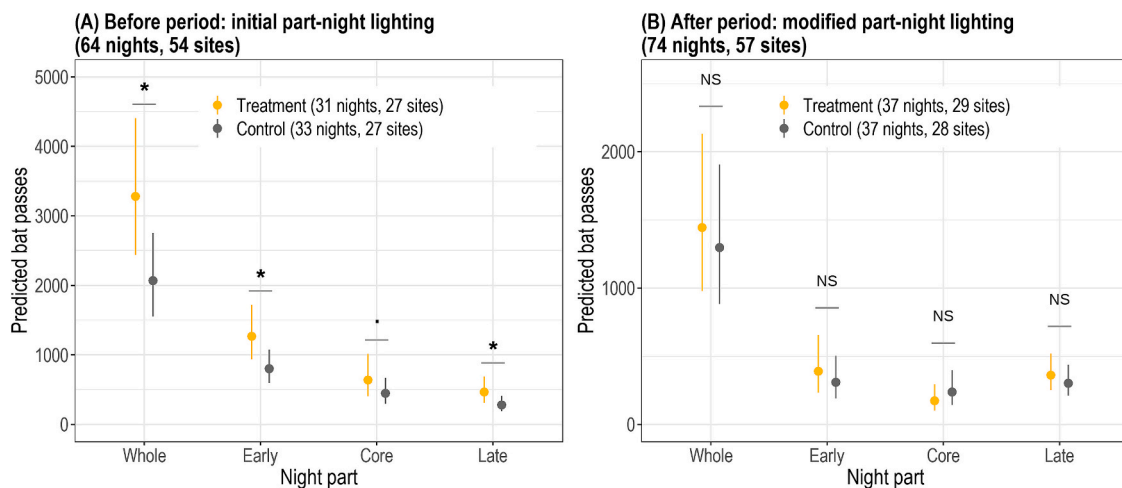 (A) Before period: initial part-night lighting
(64 nights, 54 sites)
Predicted bat passes
5000
4000
3000
2000
1000
0
*
*
.
*
Treatment (31 nights, 27 sites)
Control (33 nights, 27 sites)
Whole Early Core Late
Night part
(B) After period: modified part-night lighting
(74 nights, 57 sites)
Predicted bat passes
2000
1000
0
NS
NS
NS
NS
Treatment (37 nights, 29 sites)
Control (37 nights, 28 sites)
Whole Early Core Late
Night part